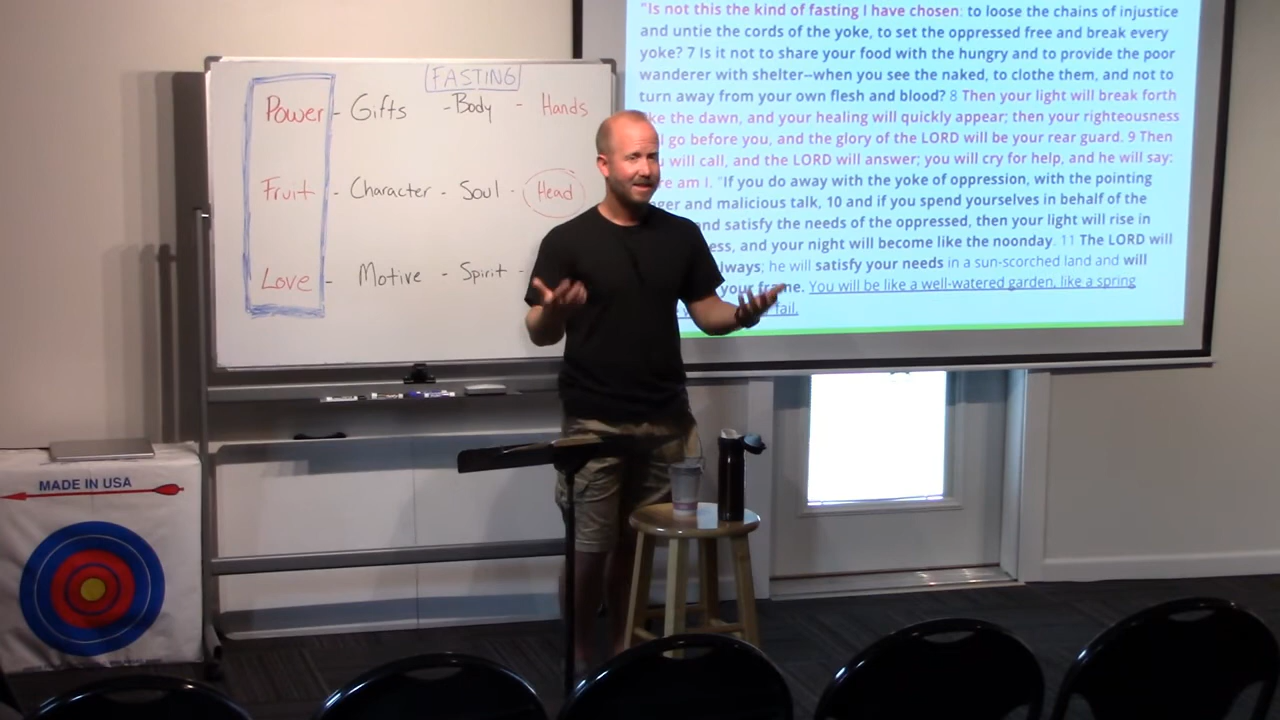 FASTING
Power - Gifts - Body - Hands
Fruit - Character - Soul - Head
Love - Motive - Spirit -
"Is not this the kind of fasting I have chosen: to loose the chains of injustice
and untie the cords of the yoke, to set the oppressed free and break every
yoke? 7 Is it not to share your food with the hungry and to provide the poor
wanderer with shelter—when you see the naked, to clothe them, and not to
turn away from your own flesh and blood? 8 Then your light will break forth
like the dawn, and your healing will quickly appear; then your righteousness
go before you, and the glory of the LORD will be your rear guard. 9 Then
will call, and the LORD will answer; you will cry for help, and he will say:
am I. "If you do away with the yoke of oppression, with the pointing
and malicious talk, 10 and if you spend yourselves in behalf of the
and satisfy the needs of the oppressed, then your light will rise in
and your night will become like the noonday. 11 The LORD will
he will satisfy your needs in a sun-scorched land and will
your frame. You will be like a well-watered garden, like a spring
fail.
MADE IN USA